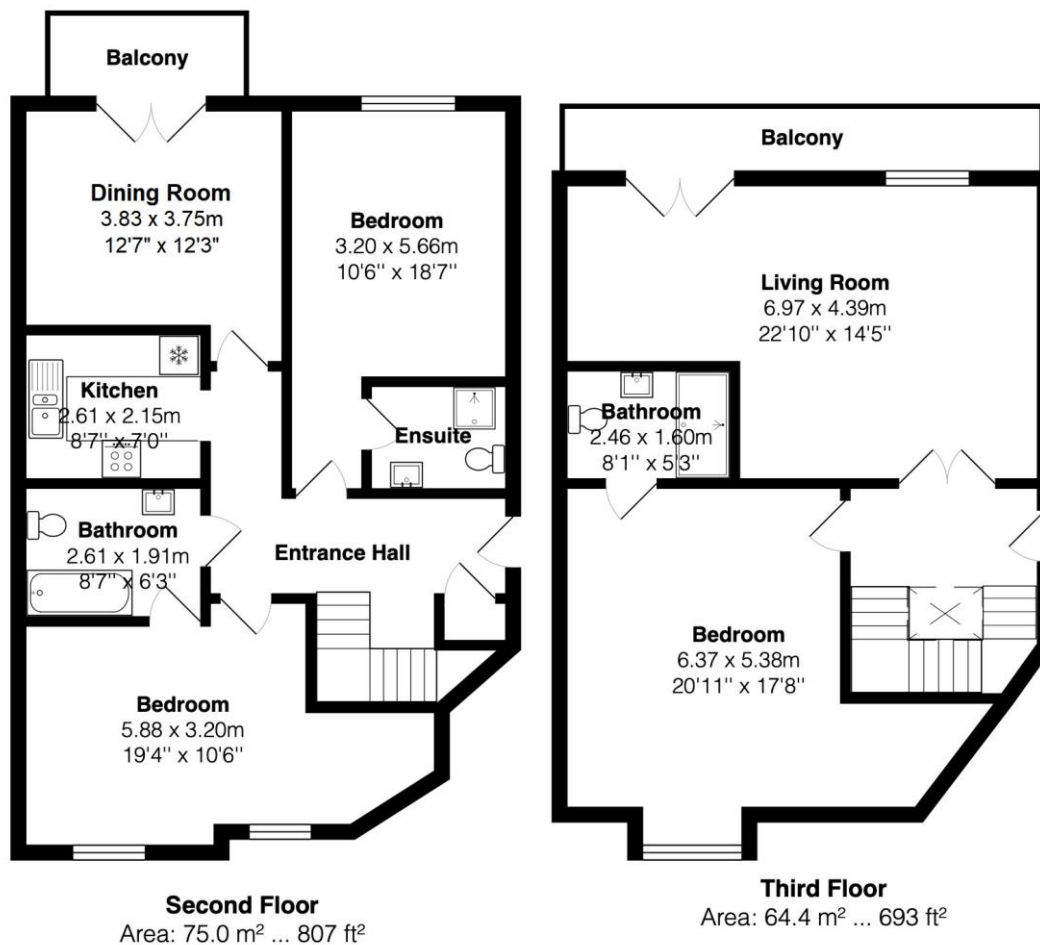 Balcony
Dining Room
3.83 x 3.75m
12'7" x 12'3"
Bedroom
3.20 x 5.66m
10'6'' x 18'7''
Kitchen
2.61 x 2.15m
8'7'' x 7'0''
Ensuite
Bathroom
2.61 x 1.91m
8'7'' x 6'3''
Entrance Hall
Bedroom
5.88 x 3.20m
19'4'' x 10'6''
Second Floor
Area: 75.0 m² ... 807 ft²
Balcony
Living Room
6.97 x 4.39m
22'10'' x 14'5''
Bathroom
2.46 x 1.60m
8'1'' x 5'3''
Bedroom
6.37 x 5.38m
20'11'' x 17'8''
Third Floor
Area: 64.4 m² ... 693 ft²